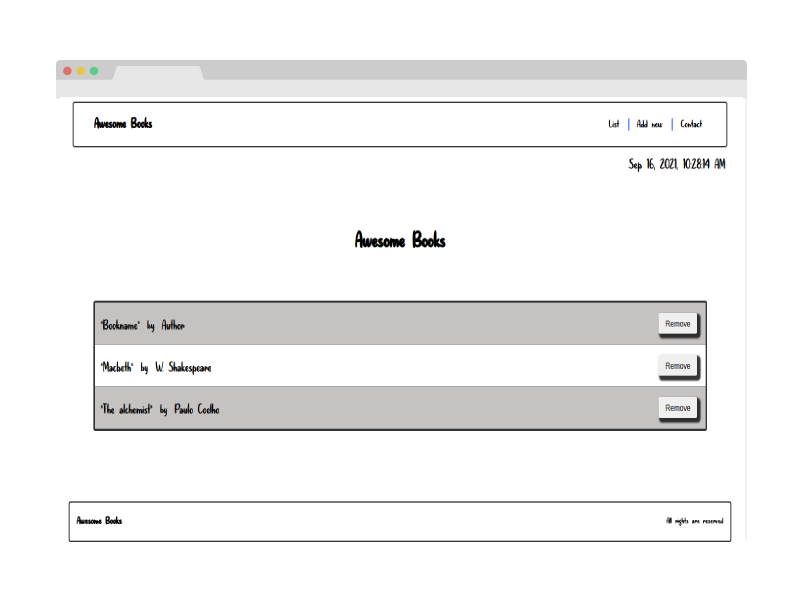 Awesome Books List Add new Contact
Sep 16, 2021, 10:28:14 AM
Awesome Books
"Bookname" by Author Remove
"Macbeth" by W. Shakespeare Remove
"The alchemist" by Paulo Coelho Remove
Awesome Books All rights are reserved